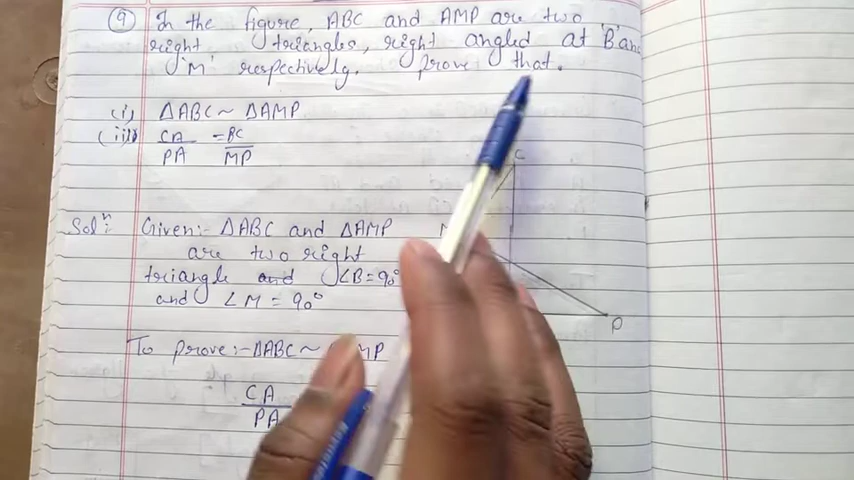 9 In the figure, ABC and AMP are two
right triangles, right angled at 'B' and
'M' respectively. prove that.
(i) ΔABC ~ ΔAMP
(ii) CA/PA = BC/MP
C
M
P
Solⁿ: Given:- ΔABC and ΔAMP
are two right
triangle and ∠B=90°
and ∠M = 90°
To prove:- ΔABC ~ MP
CA
PA